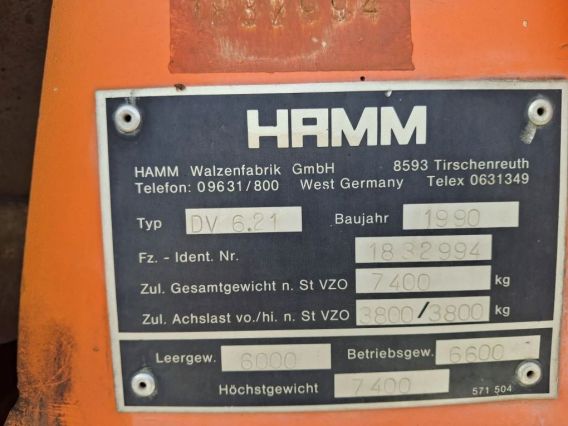 HAMM
HAMM Walzenfabrik GmbH 8593 Tirschenreuth
Telefon: 09631/800 West Germany Telex 0631349
Typ DV 6.21 Baujahr 1990
Fz. - Ident. Nr. 1832994
Zul. Gesamtgewicht n. St VZO 7400 kg
Zul. Achslast vo./hi. n. St VZO 3800/3800 kg
Leergew. 6000 Betriebsgew. 6600
Höchstgewicht 7400
571 504